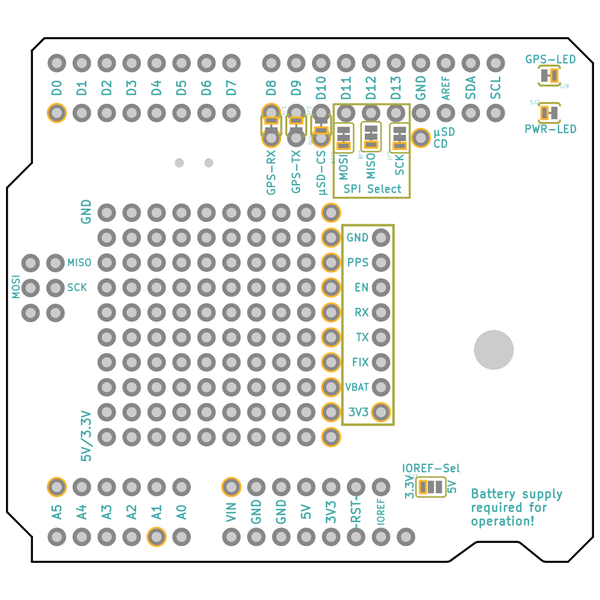 GPS-LED
D0 D1 D2 D3 D4 D5 D6 D7 D8 D9 D10 D11 D12 D13 GND AREF SDA SCL
PWR-LED
µSD
CD
GPS-RX GPS-TX µSD-CS MOSI MISO SCK
SPI Select
GND
GND
PPS
MISO
MOSI
SCK
EN
RX
TX
FIX
VBAT
3V3
5V/3.3V
IOREF-Sel
3.3V
5V
A5 A4 A3 A2 A1 A0 VIN GND GND 5V 3V3 -RST- IOREF
Battery supply
required for
operation!